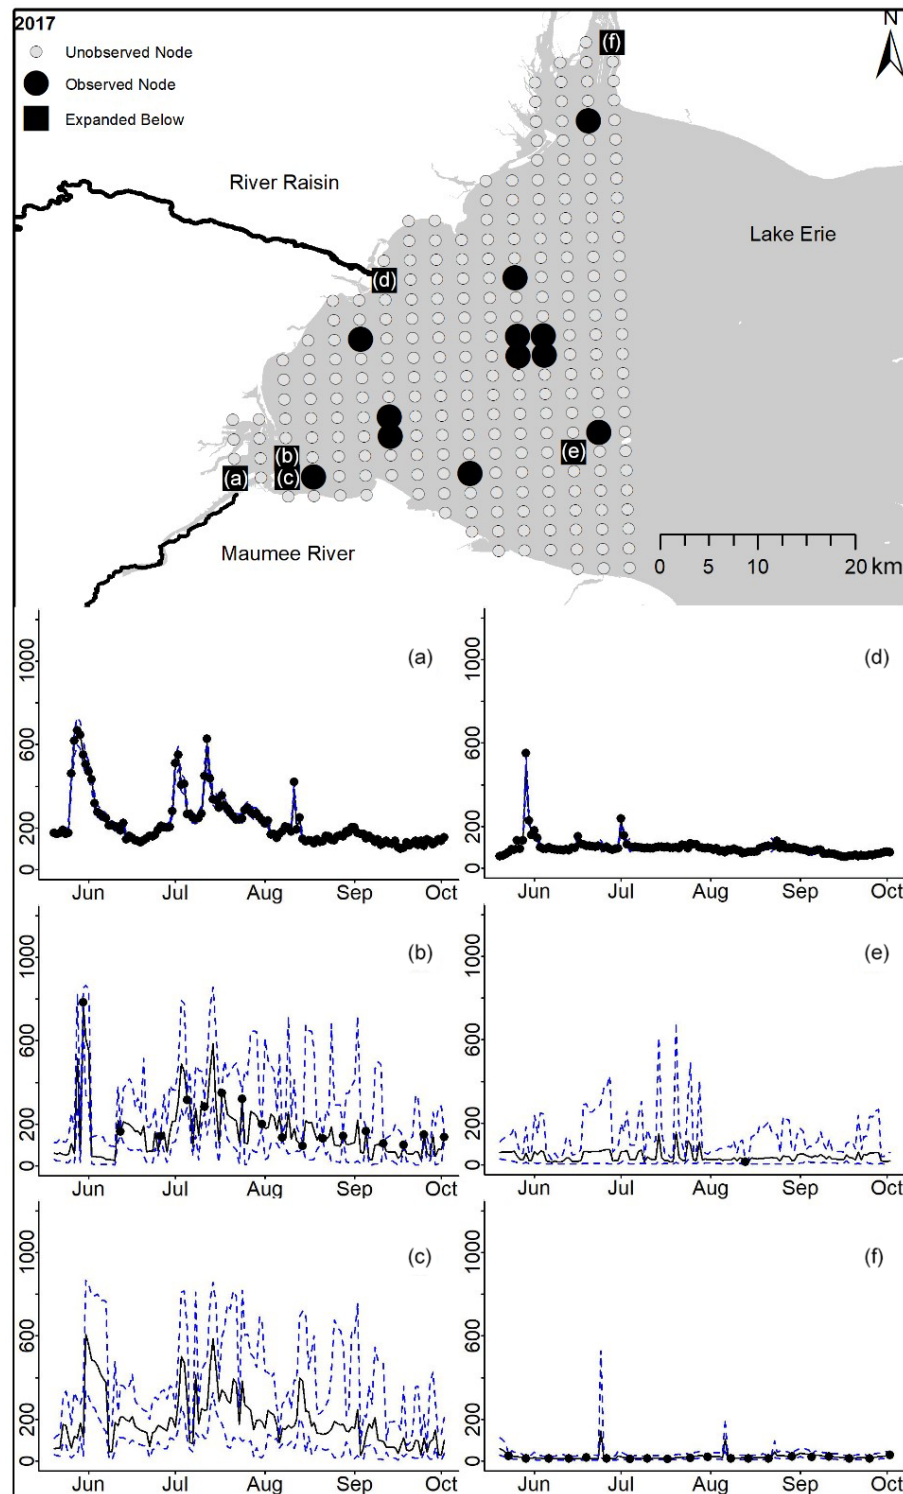 2017
N
Unobserved Node
Observed Node
Expanded Below
(f)
River Raisin
Lake Erie
(d)
(b)
(e)
(a)
(c)
Maumee River
0 5 10 20 km
(a)
0 200 600 1000
Jun Jul Aug Sep Oct
(d)
0 200 600 1000
Jun Jul Aug Sep Oct
(b)
0 200 600 1000
Jun Jul Aug Sep Oct
(e)
0 200 600 1000
Jun Jul Aug Sep Oct
(c)
0 200 600 1000
Jun Jul Aug Sep Oct
(f)
0 200 600 1000
Jun Jul Aug Sep Oct